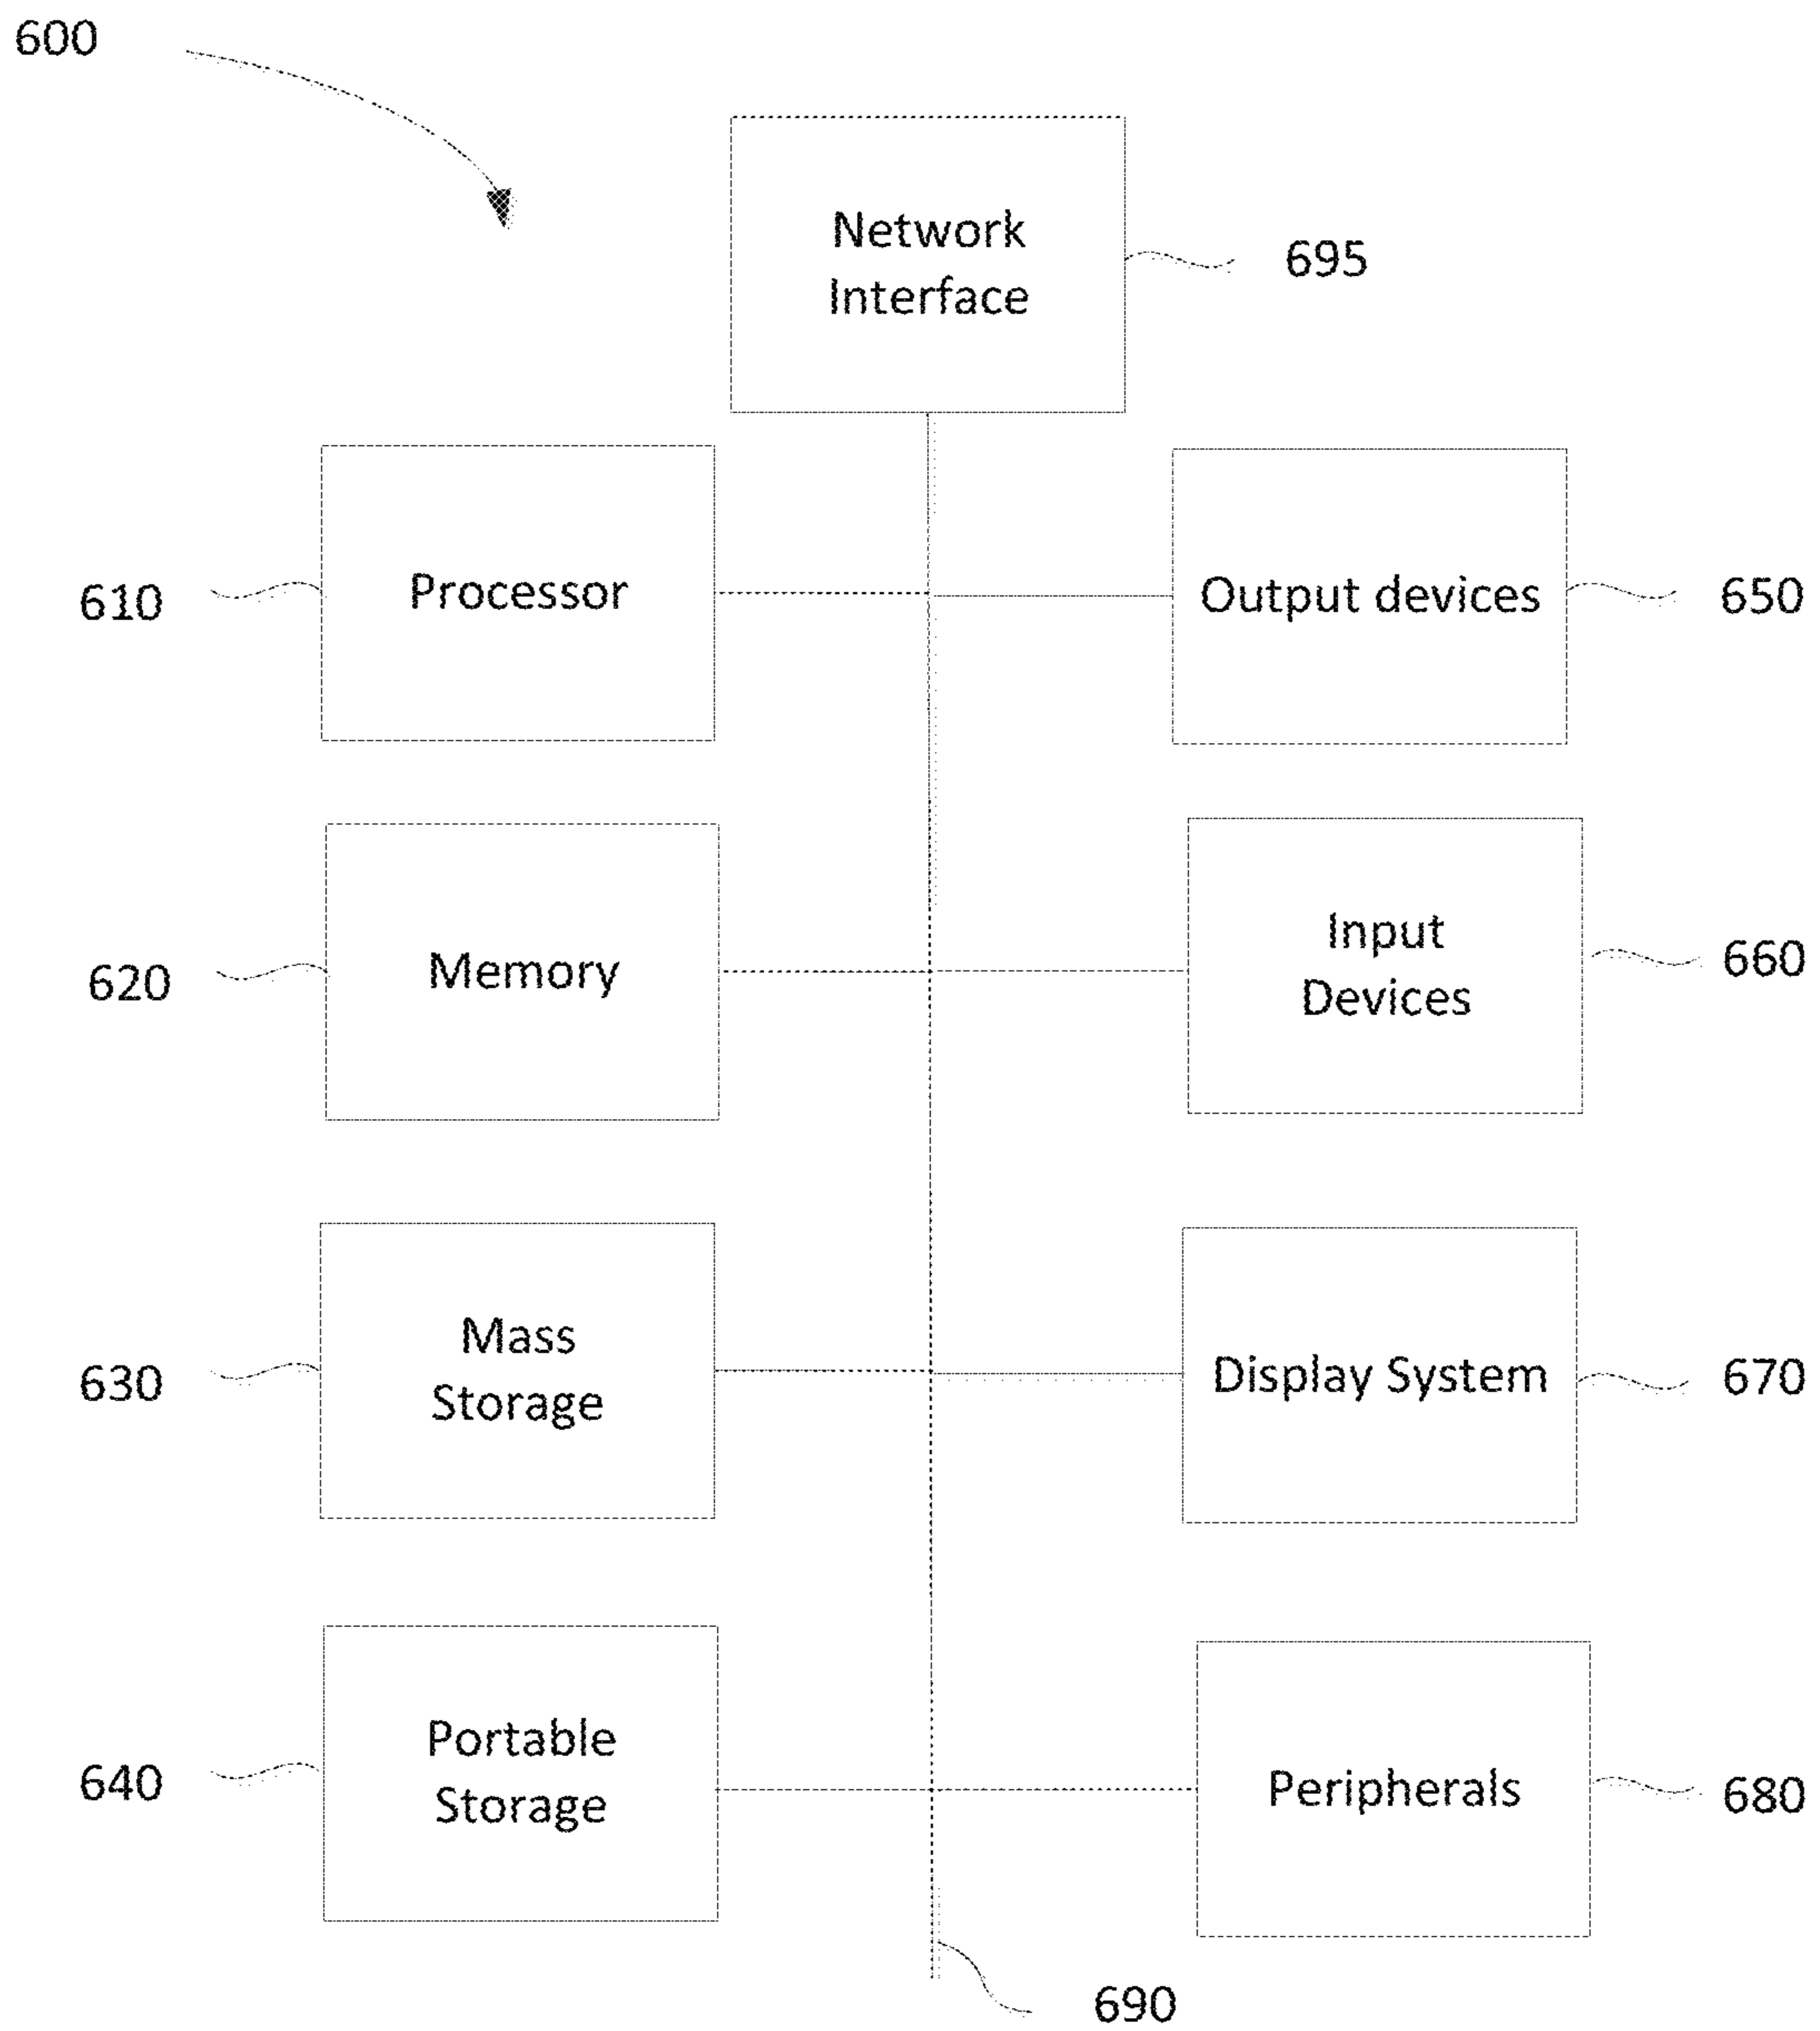 600
Network
Interface
695
610
Processor
Output devices
650
620
Memory
Input
Devices
660
630
Mass
Storage
Display System
670
640
Portable
Storage
Peripherals
680
690